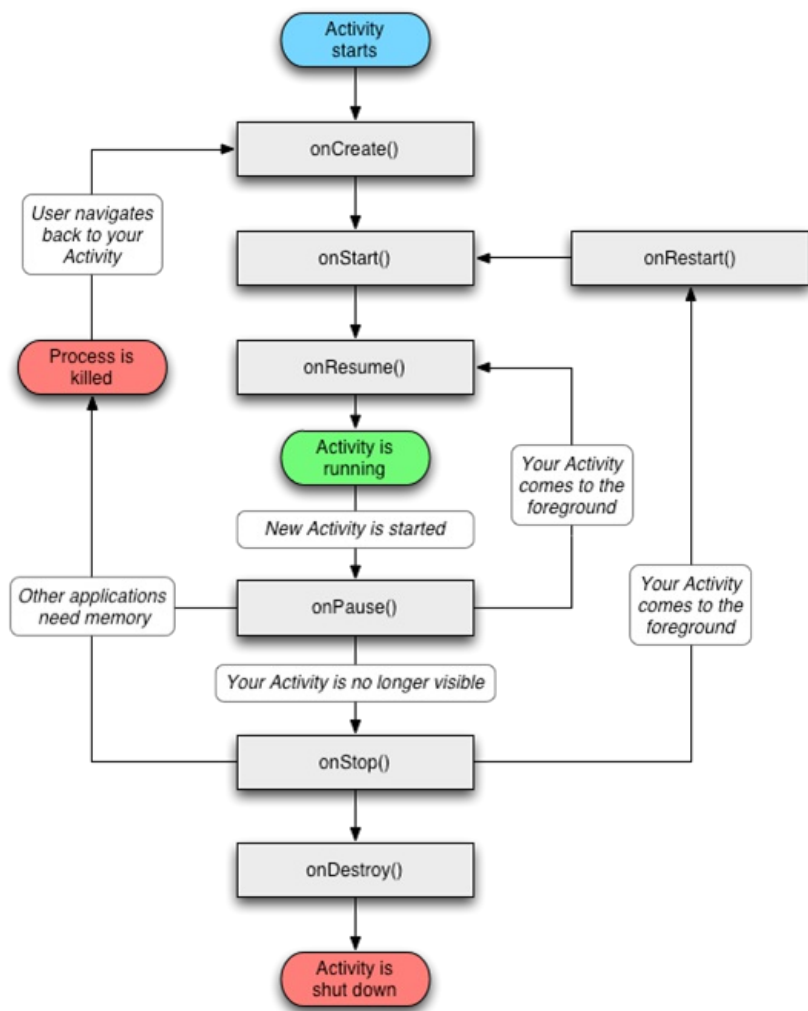 Activity
starts
onCreate()
User navigates
back to your
Activity
onStart()
onRestart()
Process is
killed
onResume()
Activity is
running
Your Activity
comes to the
foreground
New Activity is started
Other applications
need memory
onPause()
Your Activity
comes to the
foreground
Your Activity is no longer visible
onStop()
onDestroy()
Activity is
shut down